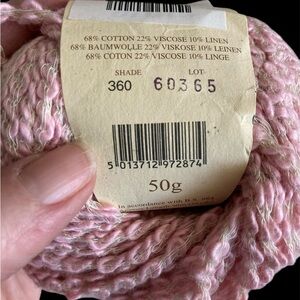 68% COTTON 22% VISCOSE 10% LINEN
68% BAUMWOLLE 22% VISKOSE 10% LEINEN
68% COTON 22% VISCOSE 10% LINGE
SHADE LOT
360 60365
5 013712 972874
50g
in accordance with B.S. 984